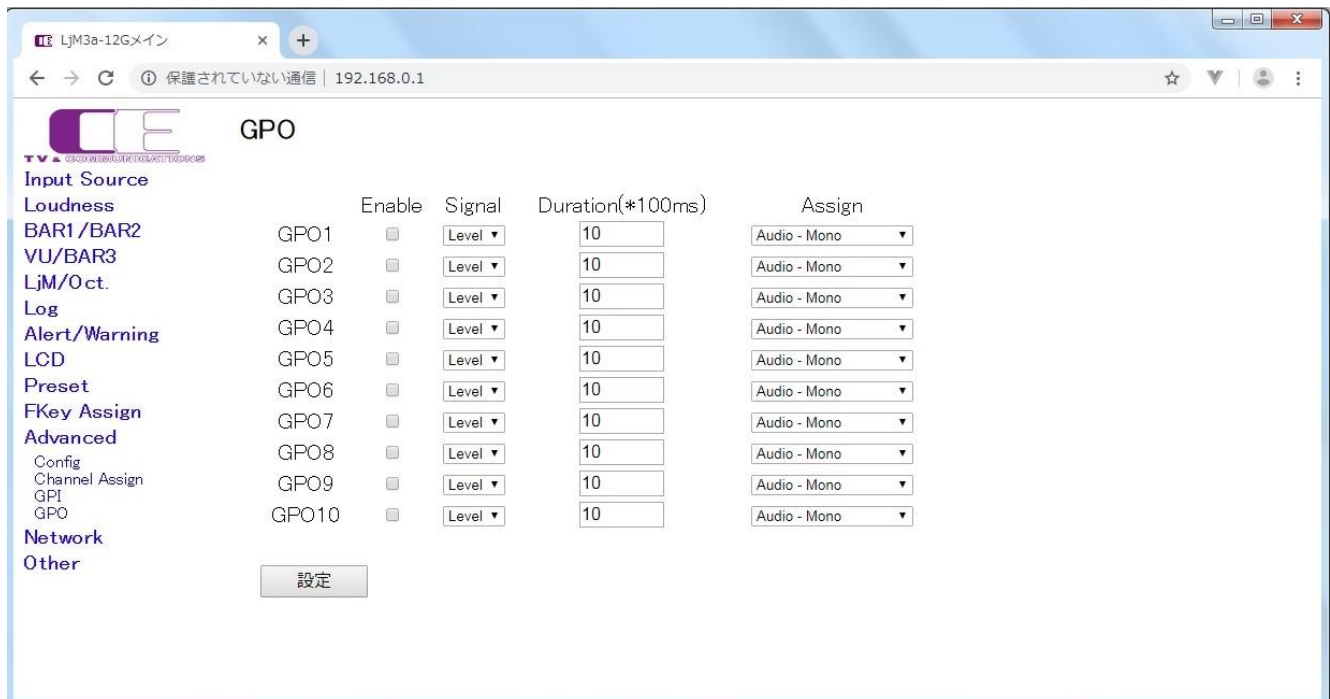 LjM3a-12Gメイン
保護されていない通信 | 192.168.0.1
CE
TV & COMMUNICATIONS
GPO
Input Source
Loudness
BAR1/BAR2
VU/BAR3
LjM/Oct.
Log
Alert/Warning
LCD
Preset
FKey Assign
Advanced
Config
Channel Assign
GPI
GPO
Network
Other
Enable Signal Duration(*100ms) Assign
GPO1 Level 10 Audio - Mono
GPO2 Level 10 Audio - Mono
GPO3 Level 10 Audio - Mono
GPO4 Level 10 Audio - Mono
GPO5 Level 10 Audio - Mono
GPO6 Level 10 Audio - Mono
GPO7 Level 10 Audio - Mono
GPO8 Level 10 Audio - Mono
GPO9 Level 10 Audio - Mono
GPO10 Level 10 Audio - Mono
設定